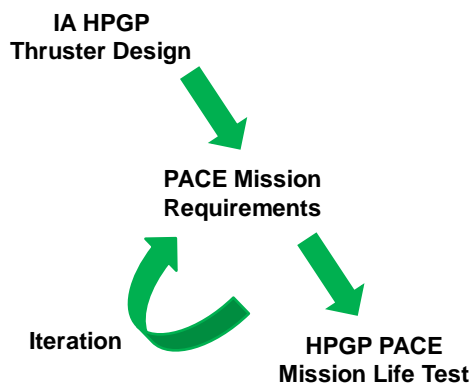 IA HPGP
Thruster Design
PACE Mission
Requirements
Iteration
HPGP PACE
Mission Life Test